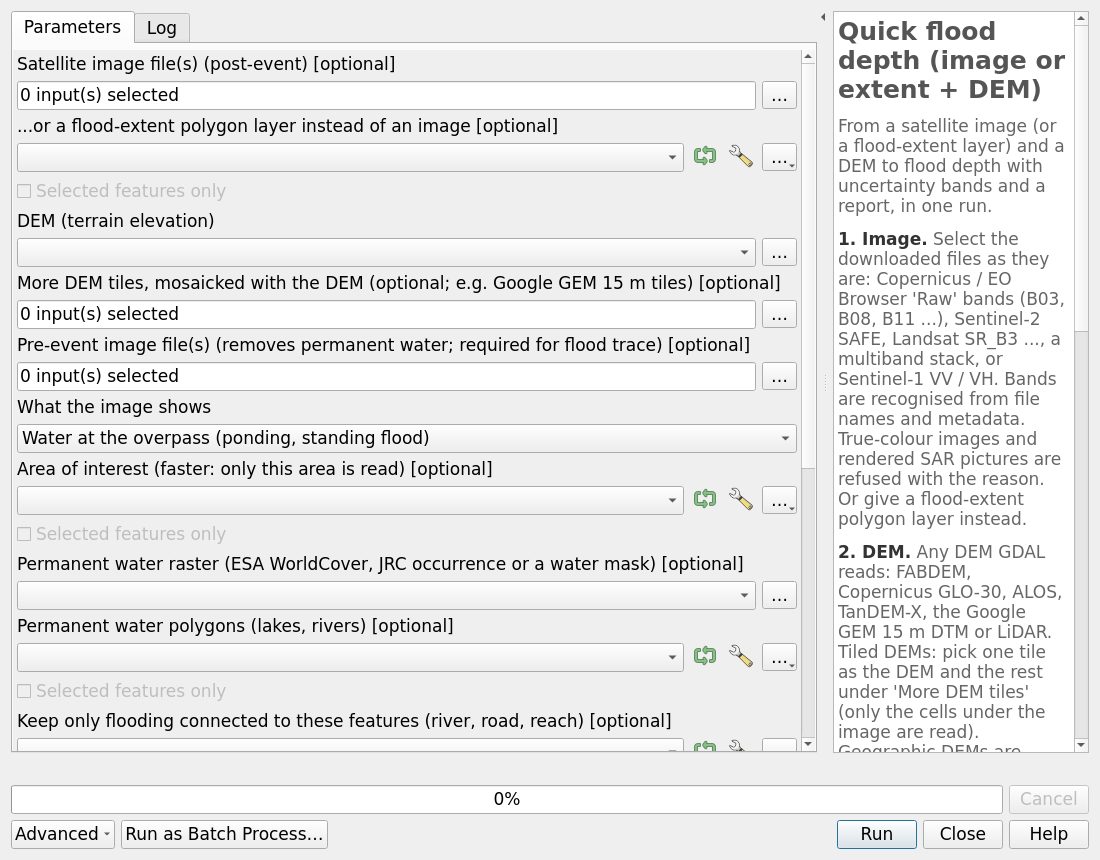 Parameters
Log
Satellite image file(s) (post-event) [optional]
0 input(s) selected
...
...or a flood-extent polygon layer instead of an image [optional]
...
Selected features only
DEM (terrain elevation)
...
More DEM tiles, mosaicked with the DEM (optional; e.g. Google GEM 15 m tiles) [optional]
0 input(s) selected
...
Pre-event image file(s) (removes permanent water; required for flood trace) [optional]
0 input(s) selected
...
What the image shows
Water at the overpass (ponding, standing flood)
Area of interest (faster: only this area is read) [optional]
...
Selected features only
Permanent water raster (ESA WorldCover, JRC occurrence or a water mask) [optional]
...
Permanent water polygons (lakes, rivers) [optional]
...
Selected features only
Keep only flooding connected to these features (river, road, reach) [optional]
Quick flood
depth (image or
extent + DEM)
From a satellite image (or
a flood-extent layer) and a
DEM to flood depth with
uncertainty bands and a
report, in one run.
1. Image. Select the
downloaded files as they
are: Copernicus / EO
Browser 'Raw' bands (B03,
B08, B11 ...), Sentinel-2
SAFE, Landsat SR_B3 ..., a
multiband stack, or
Sentinel-1 VV / VH. Bands
are recognised from file
names and metadata.
True-colour images and
rendered SAR pictures are
refused with the reason.
Or give a flood-extent
polygon layer instead.
2. DEM. Any DEM GDAL
reads: FABDEM,
Copernicus GLO-30, ALOS,
TanDEM-X, the Google
GEM 15 m DTM or LiDAR.
Tiled DEMs: pick one tile
as the DEM and the rest
under 'More DEM tiles'
(only the cells under the
image are read).
Geographic DEMs are
0%
Cancel
Advanced
Run as Batch Process...
Run
Close
Help